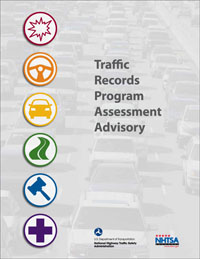 Traffic
Records
Program
Assessment
Advisory
U.S. Department of Transportation
National Highway Traffic Safety
Administration
NHTSA